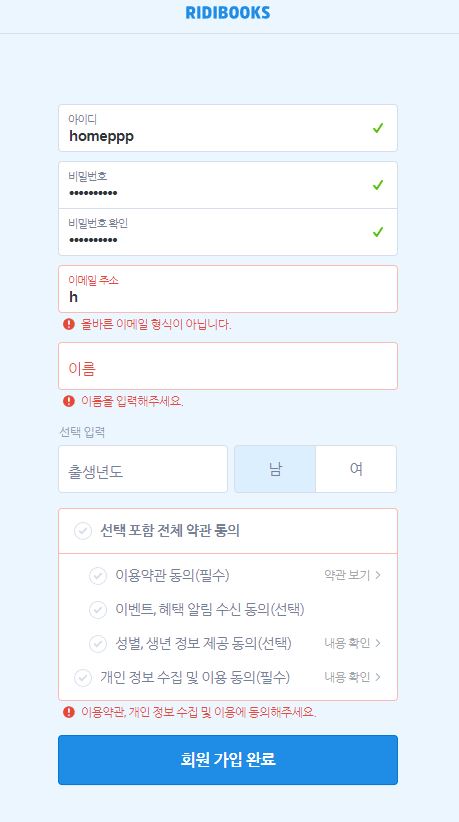 RIDIBOOKS
아이디
homeppp
비밀번호
••••••••••
비밀번호 확인
••••••••••
이메일 주소
h
올바른 이메일 형식이 아닙니다.
이름
이름을 입력해주세요.
선택 입력
출생년도 남 여
선택 포함 전체 약관 동의
이용약관 동의(필수) 약관 보기 >
이벤트, 혜택 알림 수신 동의(선택)
성별, 생년 정보 제공 동의(선택) 내용 확인 >
개인 정보 수집 및 이용 동의(필수) 내용 확인 >
이용약관, 개인 정보 수집 및 이용에 동의해주세요.
회원 가입 완료